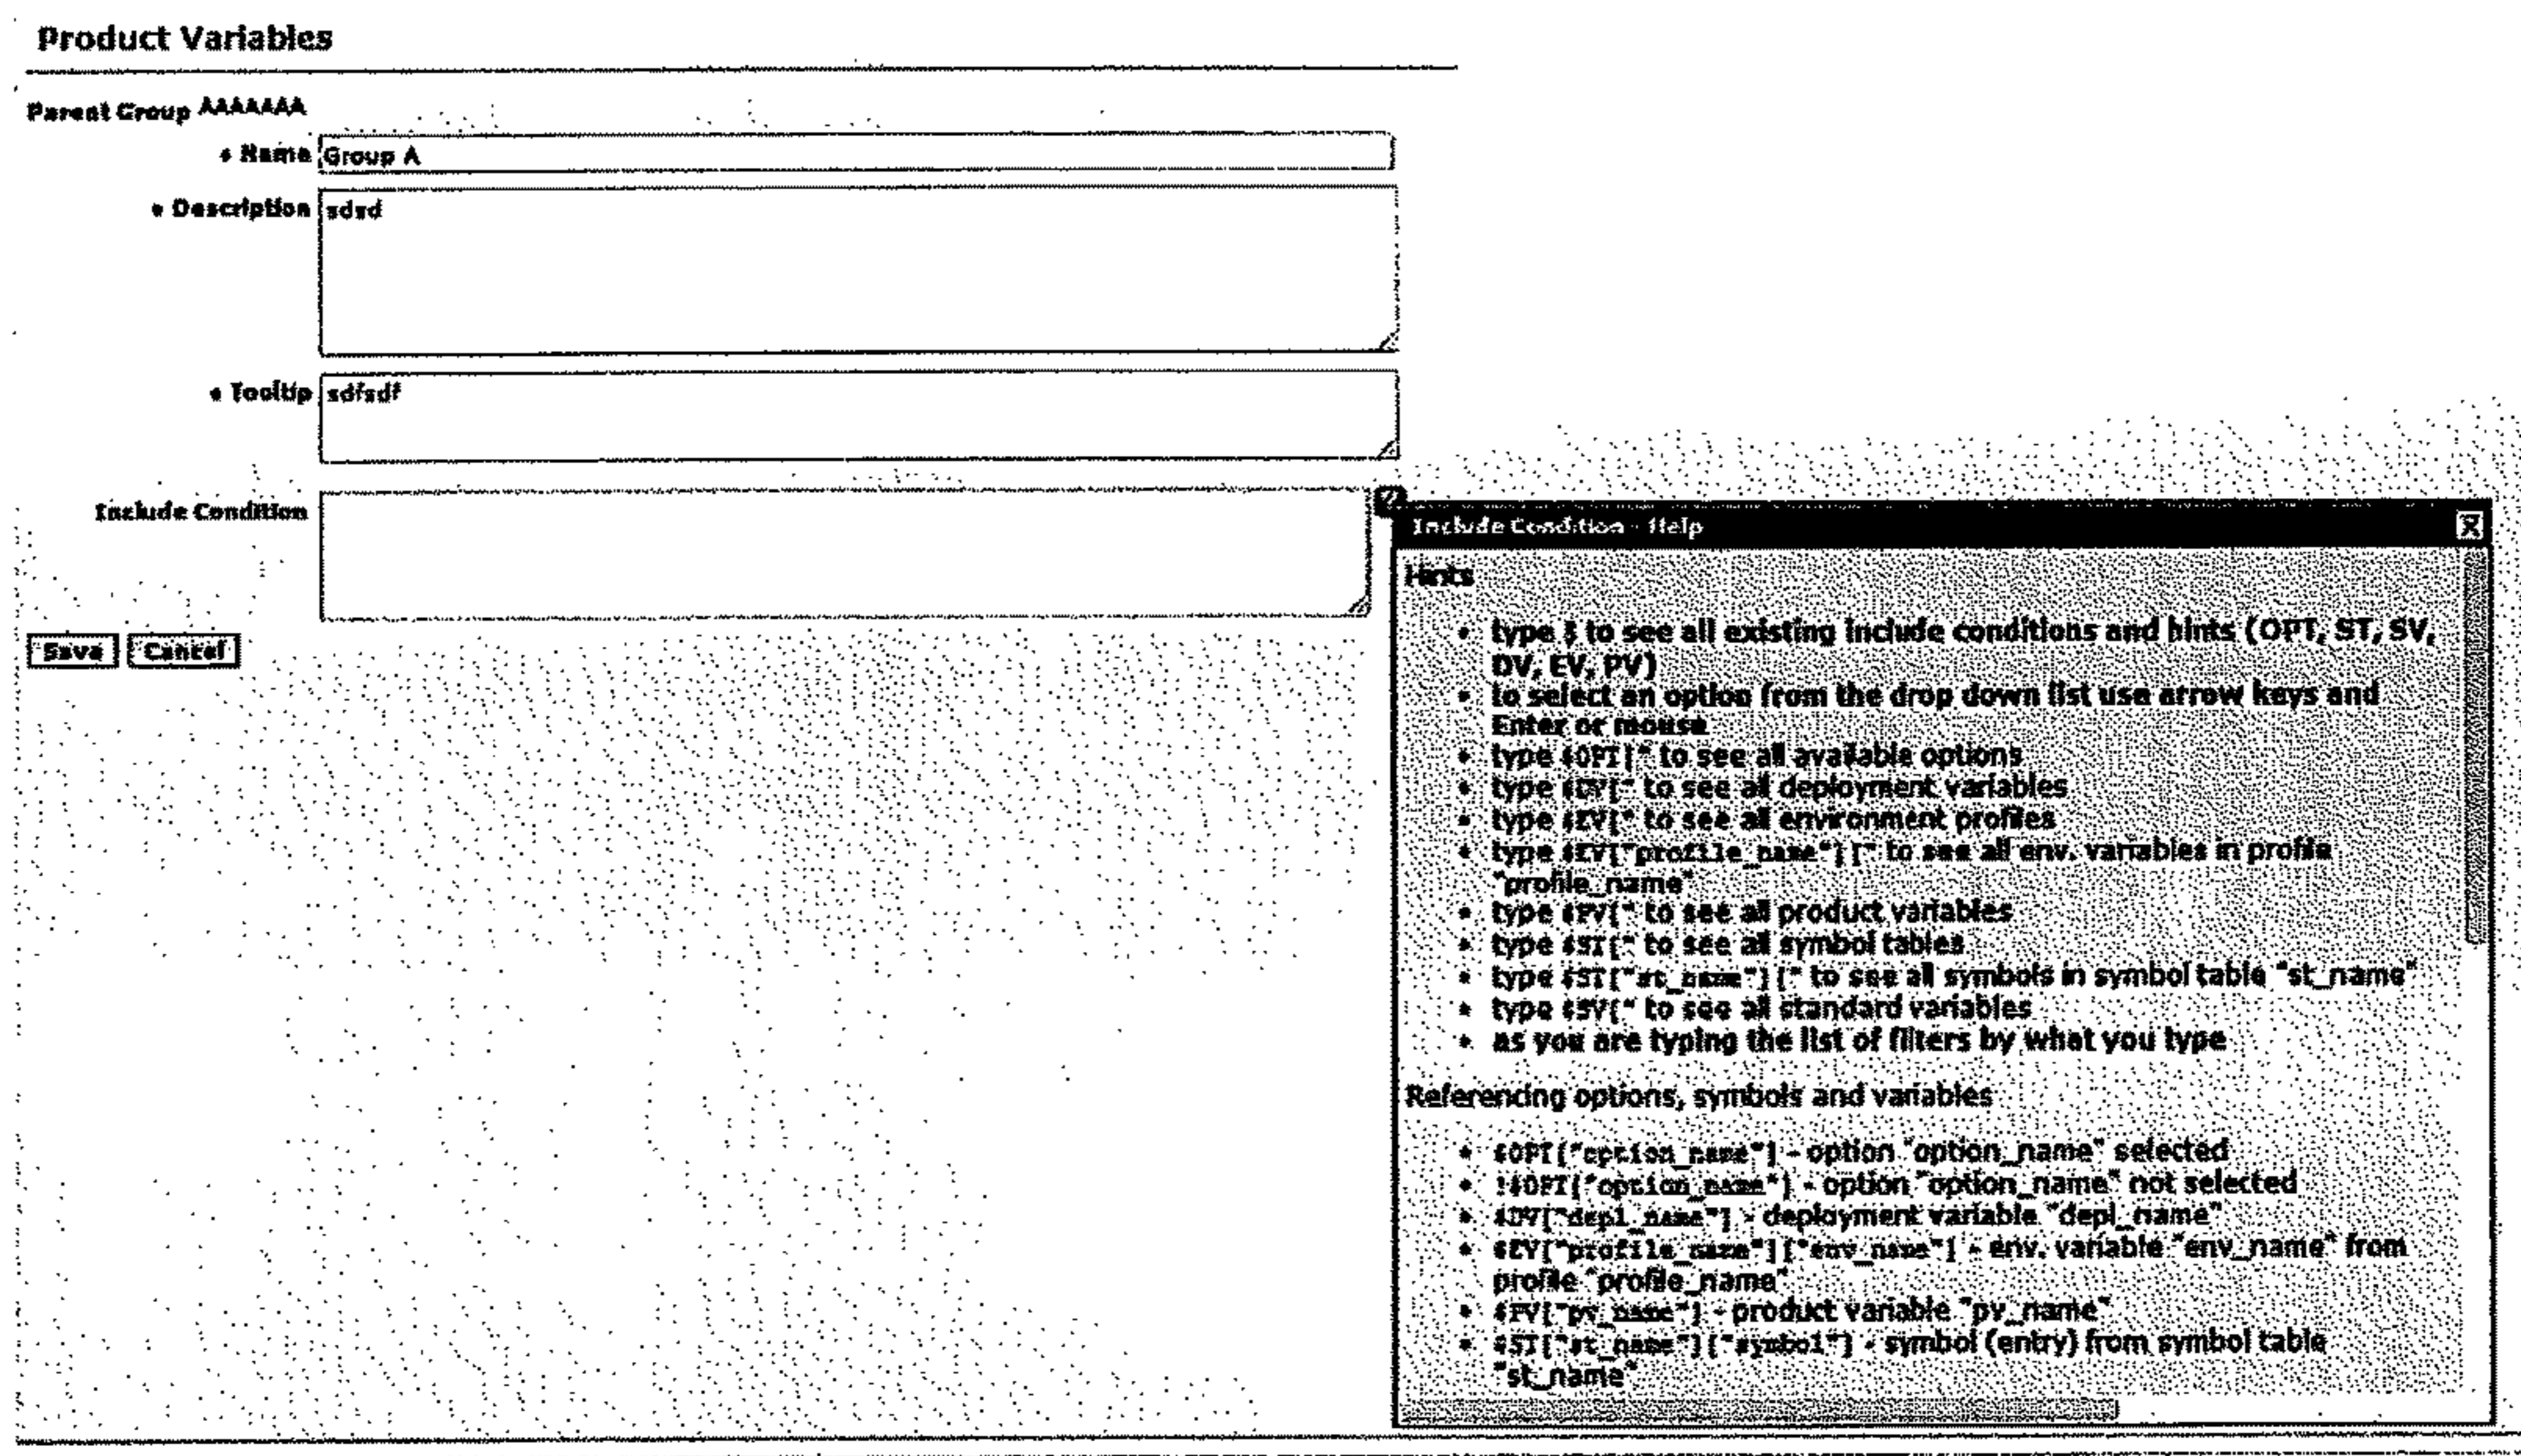 Product Variables
Parent Group AAAAAAA
* Name Group A
* Description sdsd
* Tooltip sdfsdf
Include Condition
?
Save Cancel
Include Condition - Help X
Hints
• type $ to see all existing include conditions and hints (OPT, ST, SV,
DV, EV, PV)
• to select an option from the drop down list use arrow keys and
Enter or mouse
• type $OPT[" to see all available options
• type $DV[" to see all deployment variables
• type $EV[" to see all environment profiles
• type $EV["profile_name"][" to see all env. variables in profile
"profile_name"
• type $PV[" to see all product variables
• type $ST[" to see all symbol tables
• type $ST["st_name"][" to see all symbols in symbol table "st_name"
• type $SV[" to see all standard variables
• as you are typing the list of filters by what you type
Referencing options, symbols and variables
• $OPT["option_name"] - option "option_name" selected
• !$OPT["option_name"] - option "option_name" not selected
• $DV["depl_name"] - deployment variable "depl_name"
• $EV["profile_name"]["env_name"] - env. variable "env_name" from
profile "profile_name"
• $PV["pv_name"] - product variable "pv_name"
• $ST["st_name"]["symbol"] - symbol (entry) from symbol table
"st_name"